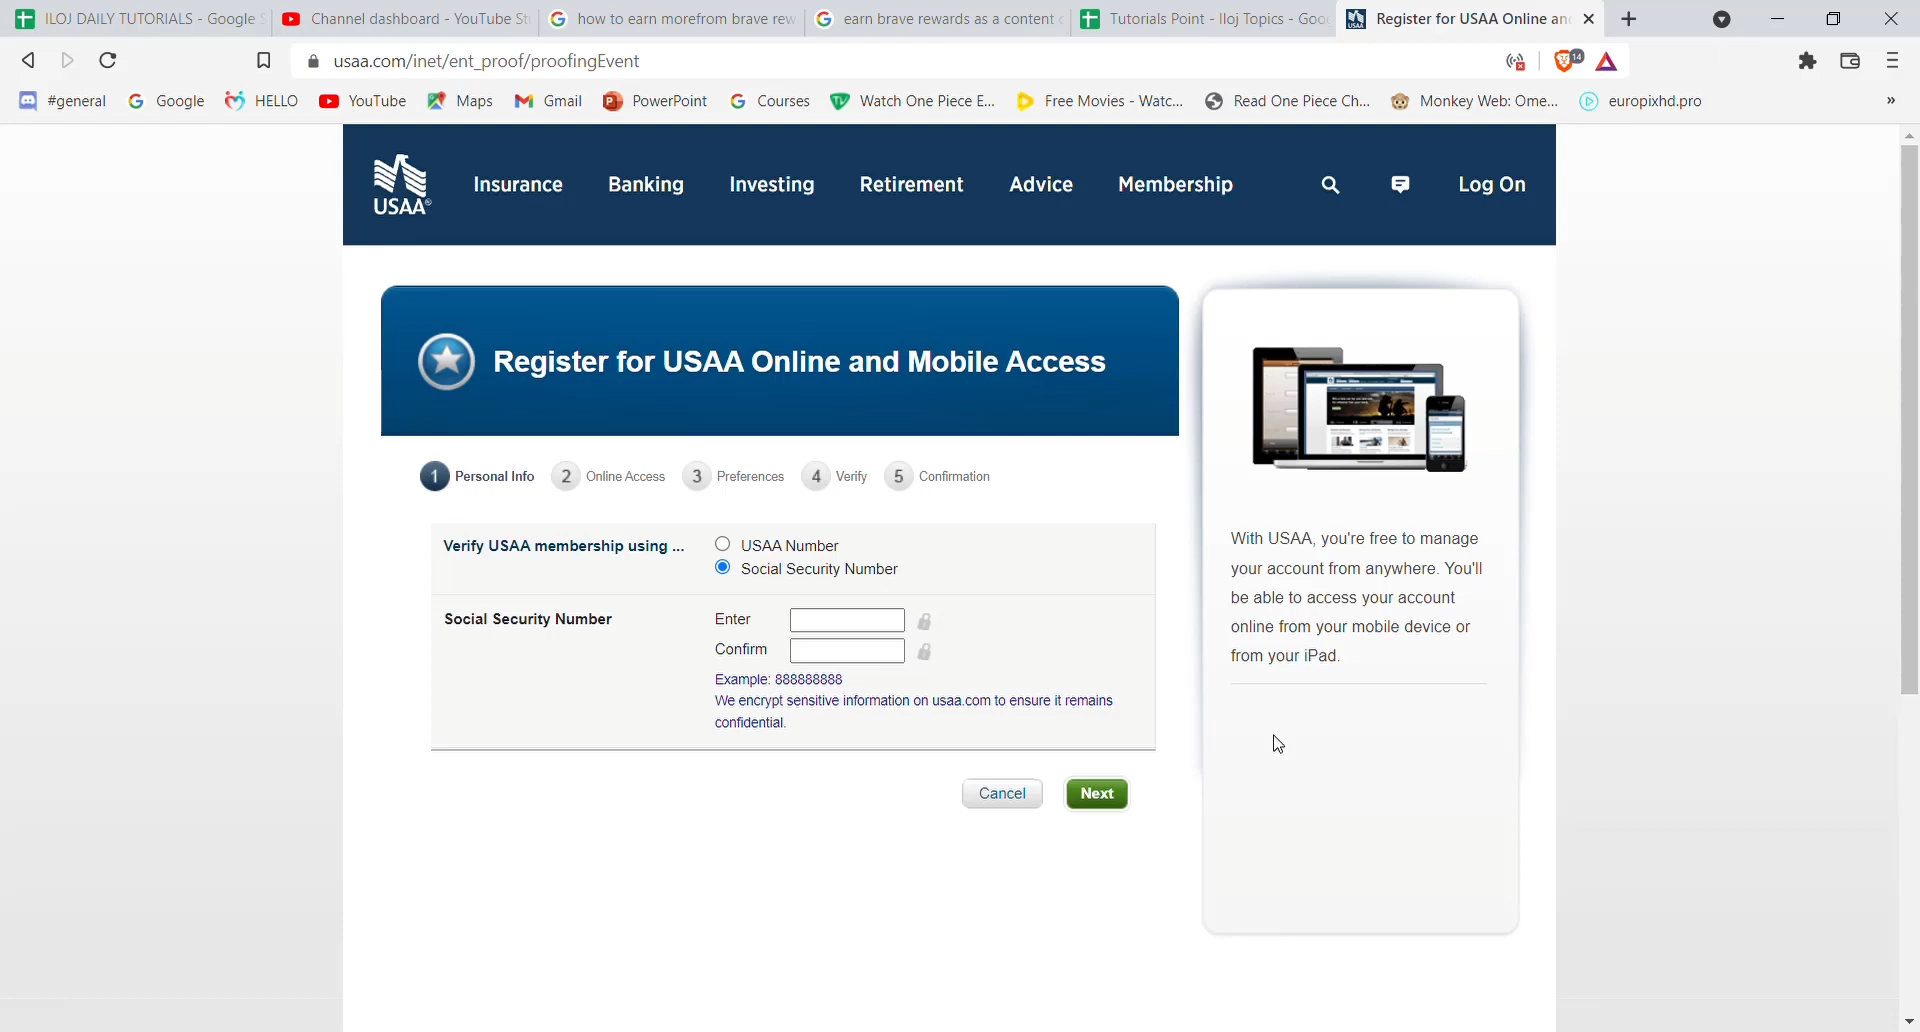 ILOJ DAILY TUTORIALS - Google
Channel dashboard - YouTube
how to earn morefrom brave
earn brave rewards as a content
Tutorials Point - Iloj Topics -
Register for USAA Online
usaa.com/inet/ent_proof/proofingEvent
14
#general
Google
HELLO
YouTube
Maps
Gmail
PowerPoint
Courses
Watch One Piece E...
Free Movies - Watc...
Read One Piece Ch...
Monkey Web: Ome...
europixhd.pro
»
USAA®
Insurance
Banking
Investing
Retirement
Advice
Membership
Log On
Register for USAA Online and Mobile Access
1 Personal Info
2 Online Access
3 Preferences
4 Verify
5 Confirmation
Verify USAA membership using ...
USAA Number
Social Security Number
Social Security Number
Enter
Confirm
Example: 888888888
We encrypt sensitive information on usaa.com to ensure it remains
confidential.
Cancel
Next
With USAA, you're free to manage
your account from anywhere. You'll
be able to access your account
online from your mobile device or
from your iPad.